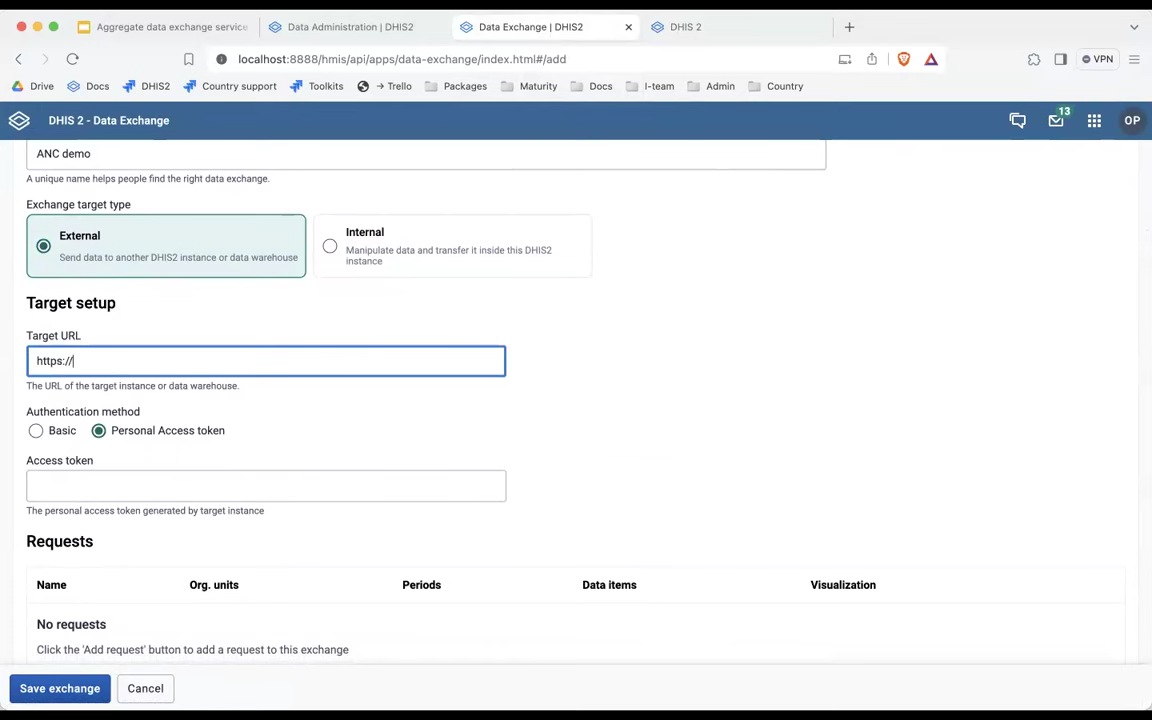 Aggregate data exchange service
Data Administration | DHIS2
Data Exchange | DHIS2
DHIS 2
localhost:8888/hmis/api/apps/data-exchange/index.html#/add
VPN
Drive
Docs
DHIS2
Country support
Toolkits
→ Trello
Packages
Maturity
Docs
I-team
Admin
Country
DHIS 2 - Data Exchange
13
OP
ANC demo
A unique name helps people find the right data exchange.
Exchange target type
External
Send data to another DHIS2 instance or data warehouse
Internal
Manipulate data and transfer it inside this DHIS2
instance
Target setup
Target URL
https://
The URL of the target instance or data warehouse.
Authentication method
Basic
Personal Access token
Access token
The personal access token generated by target instance
Requests
Name Org. units Periods Data items Visualization
No requests
Click the 'Add request' button to add a request to this exchange
Save exchange
Cancel